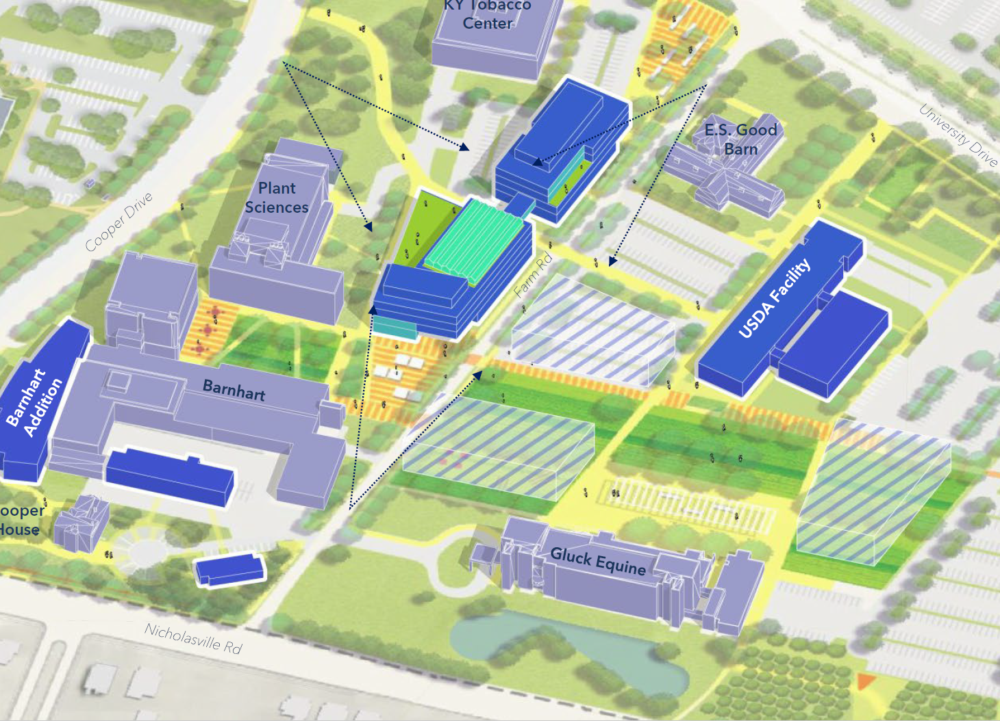 KY Tobacco
Center
E.S. Good
Barn
University Drive
Plant
Sciences
Cooper Drive
Farm Rd
USDA Facility
Barnhart
Barnhart
Addition
ooper
House
Gluck Equine
Nicholasville Rd